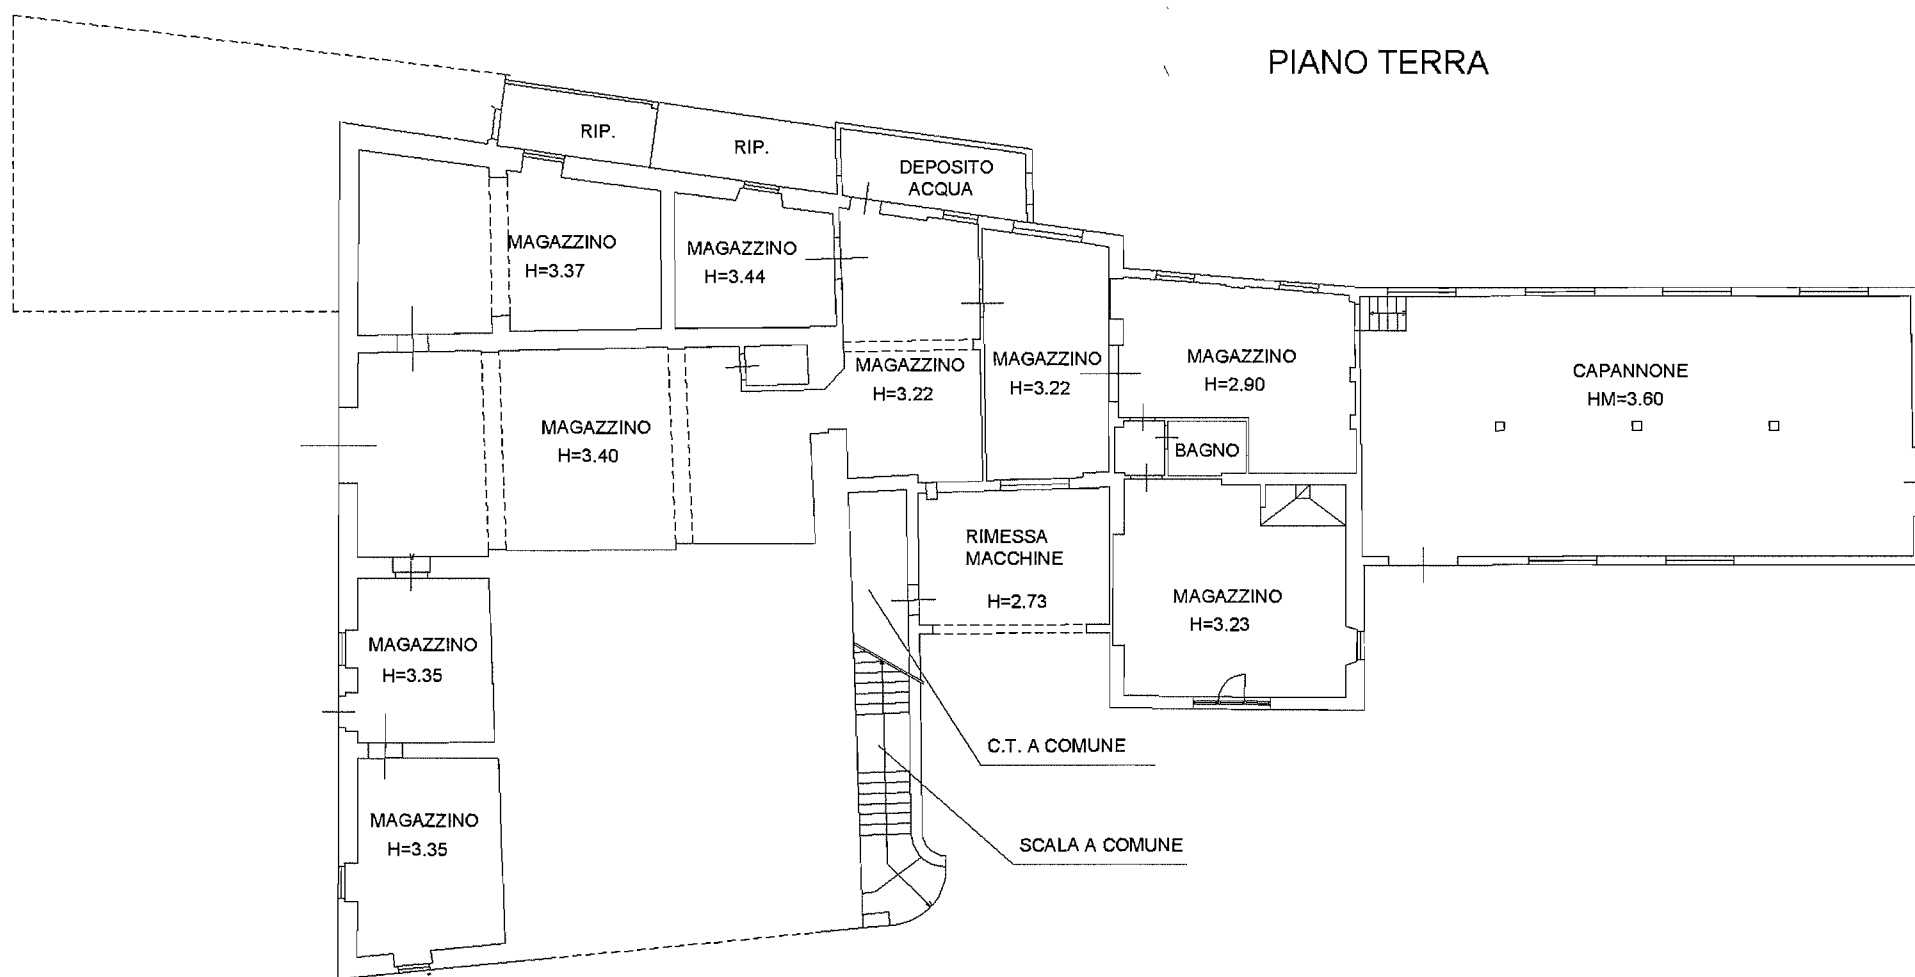 PIANO TERRA
RIP.
RIP.
DEPOSITO
ACQUA
MAGAZZINO
H=3.37
MAGAZZINO
H=3.44
MAGAZZINO
H=3.22
MAGAZZINO
H=3.22
MAGAZZINO
H=2.90
CAPANNONE
HM=3.60
MAGAZZINO
H=3.40
BAGNO
RIMESSA
MACCHINE
H=2.73
MAGAZZINO
H=3.23
MAGAZZINO
H=3.35
C.T. A COMUNE
MAGAZZINO
H=3.35
SCALA A COMUNE